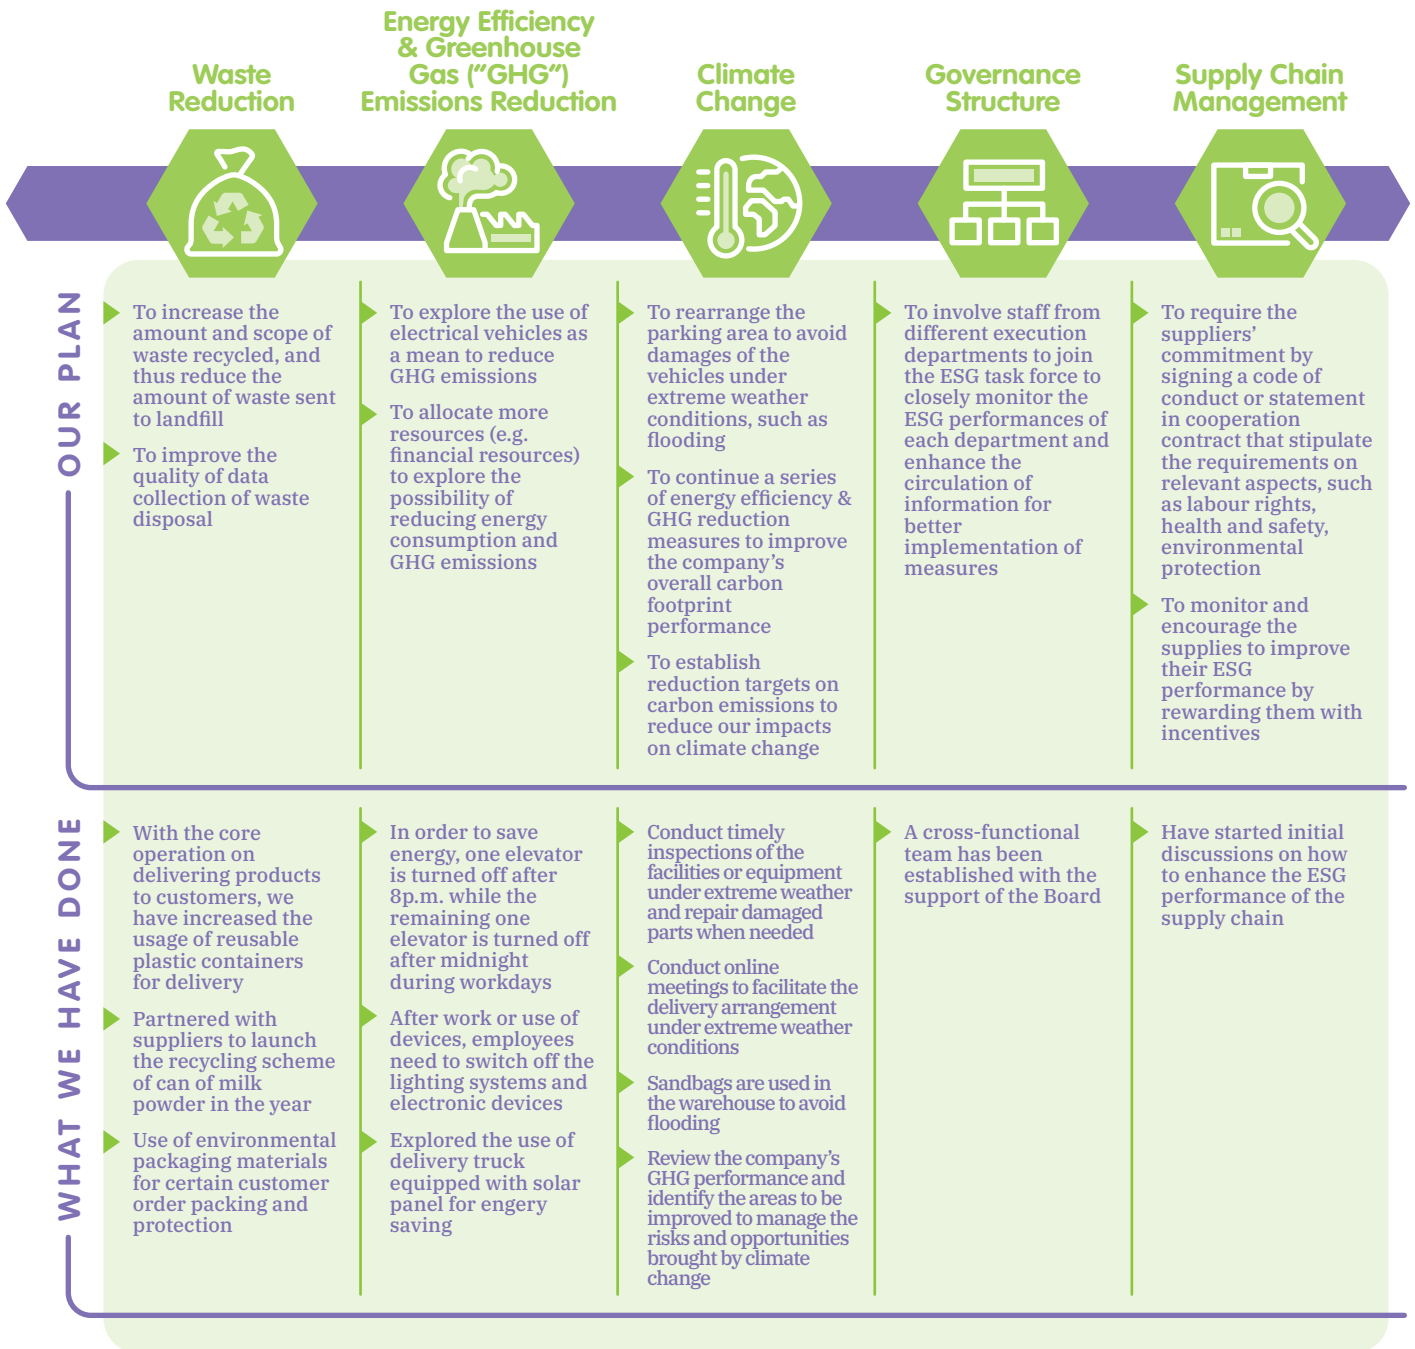 Waste
Reduction
Energy Efficiency
& Greenhouse
Gas ("GHG")
Emissions Reduction
Climate
Change
Governance
Structure
Supply Chain
Management
OUR PLAN
To increase the
amount and scope of
waste recycled, and
thus reduce the
amount of waste sent
to landfill
To improve the
quality of data
collection of waste
disposal
To explore the use of
electrical vehicles as
a mean to reduce
GHG emissions
To allocate more
resources (e.g.
financial resources)
to explore the
possibility of
reducing energy
consumption and
GHG emissions
To rearrange the
parking area to avoid
damages of the
vehicles under
extreme weather
conditions, such as
flooding
To continue a series
of energy efficiency &
GHG reduction
measures to improve
the company's
overall carbon
footprint
performance
To establish
reduction targets on
carbon emissions to
reduce our impacts
on climate change
To involve staff from
different execution
departments to join
the ESG task force to
closely monitor the
ESG performances of
each department and
enhance the
circulation of
information for
better
implementation of
measures
To require the
suppliers'
commitment by
signing a code of
conduct or statement
in cooperation
contract that stipulate
the requirements on
relevant aspects, such
as labour rights,
health and safety,
environmental
protection
To monitor and
encourage the
supplies to improve
their ESG
performance by
rewarding them with
incentives
WHAT WE HAVE DONE
With the core
operation on
delivering products
to customers, we
have increased the
usage of reusable
plastic containers
for delivery
Partnered with
suppliers to launch
the recycling scheme
of can of milk
powder in the year
Use of environmental
packaging materials
for certain customer
order packing and
protection
In order to save
energy, one elevator
is turned off after
8p.m. while the
remaining one
elevator is turned off
after midnight
during workdays
After work or use of
devices, employees
need to switch off the
lighting systems and
electronic devices
Explored the use of
delivery truck
equipped with solar
panel for engery
saving
Conduct timely
inspections of the
facilities or equipment
under extreme weather
and repair damaged
parts when needed
Conduct online
meetings to facilitate the
delivery arrangement
under extreme weather
conditions
Sandbags are used in
the warehouse to avoid
flooding
Review the company's
GHG performance and
identify the areas to be
improved to manage the
risks and opportunities
brought by climate
change
A cross-functional
team has been
established with the
support of the Board
Have started initial
discussions on how
to enhance the ESG
performance of the
supply chain